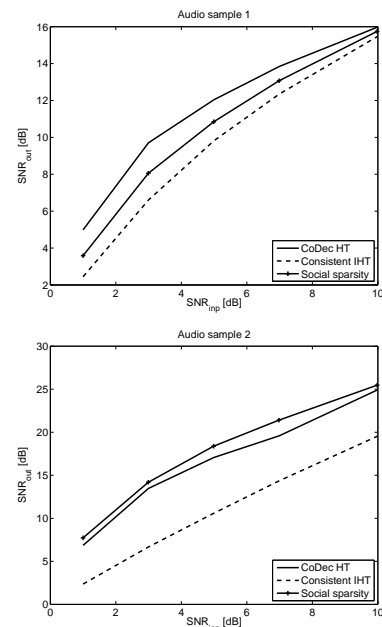 Audio sample 1
16
14
12
10
8
6
4
2
SNR_out [dB]
0 2 4 6 8 10
SNR_inp [dB]
CoDec HT
Consistent IHT
Social sparsity
Audio sample 2
30
25
20
15
10
5
0
SNR_out [dB]
0 2 4 6 8 10
SNR_inp [dB]
CoDec HT
Consistent IHT
Social sparsity